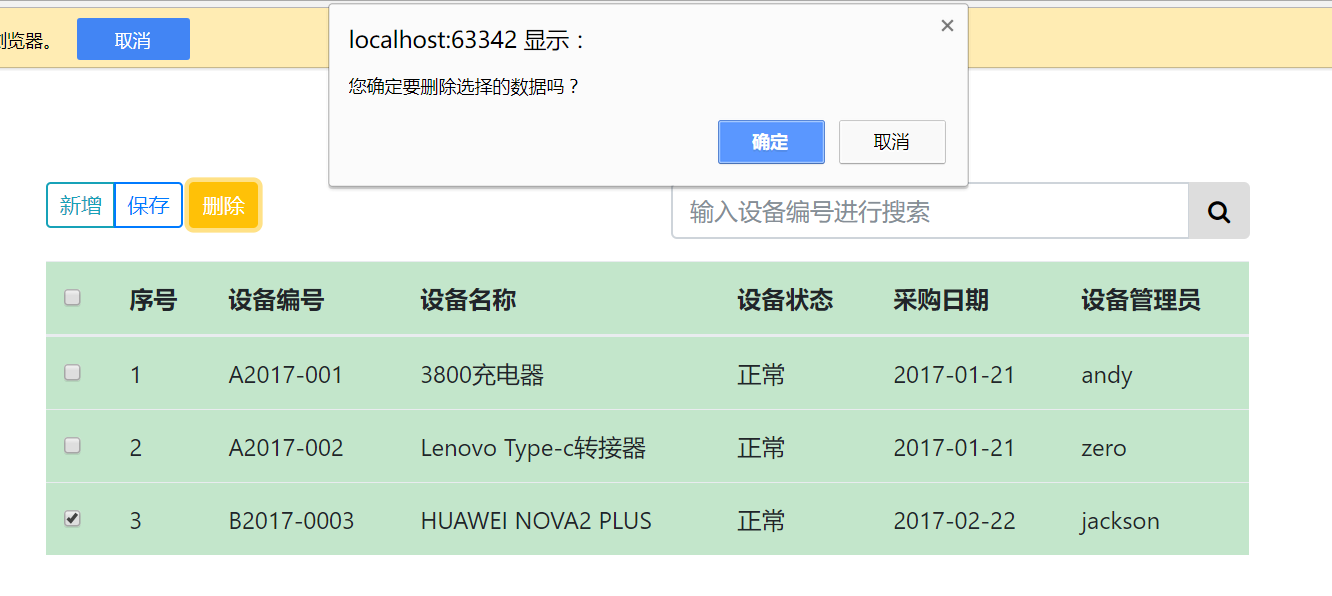 浏览器。 取消
localhost:63342 显示：
您确定要删除选择的数据吗？
确定 取消
新增 保存 删除 输入设备编号进行搜索
序号 设备编号 设备名称 设备状态 采购日期 设备管理员
1 A2017-001 3800充电器 正常 2017-01-21 andy
2 A2017-002 Lenovo Type-c转接器 正常 2017-01-21 zero
3 B2017-0003 HUAWEI NOVA2 PLUS 正常 2017-02-22 jackson